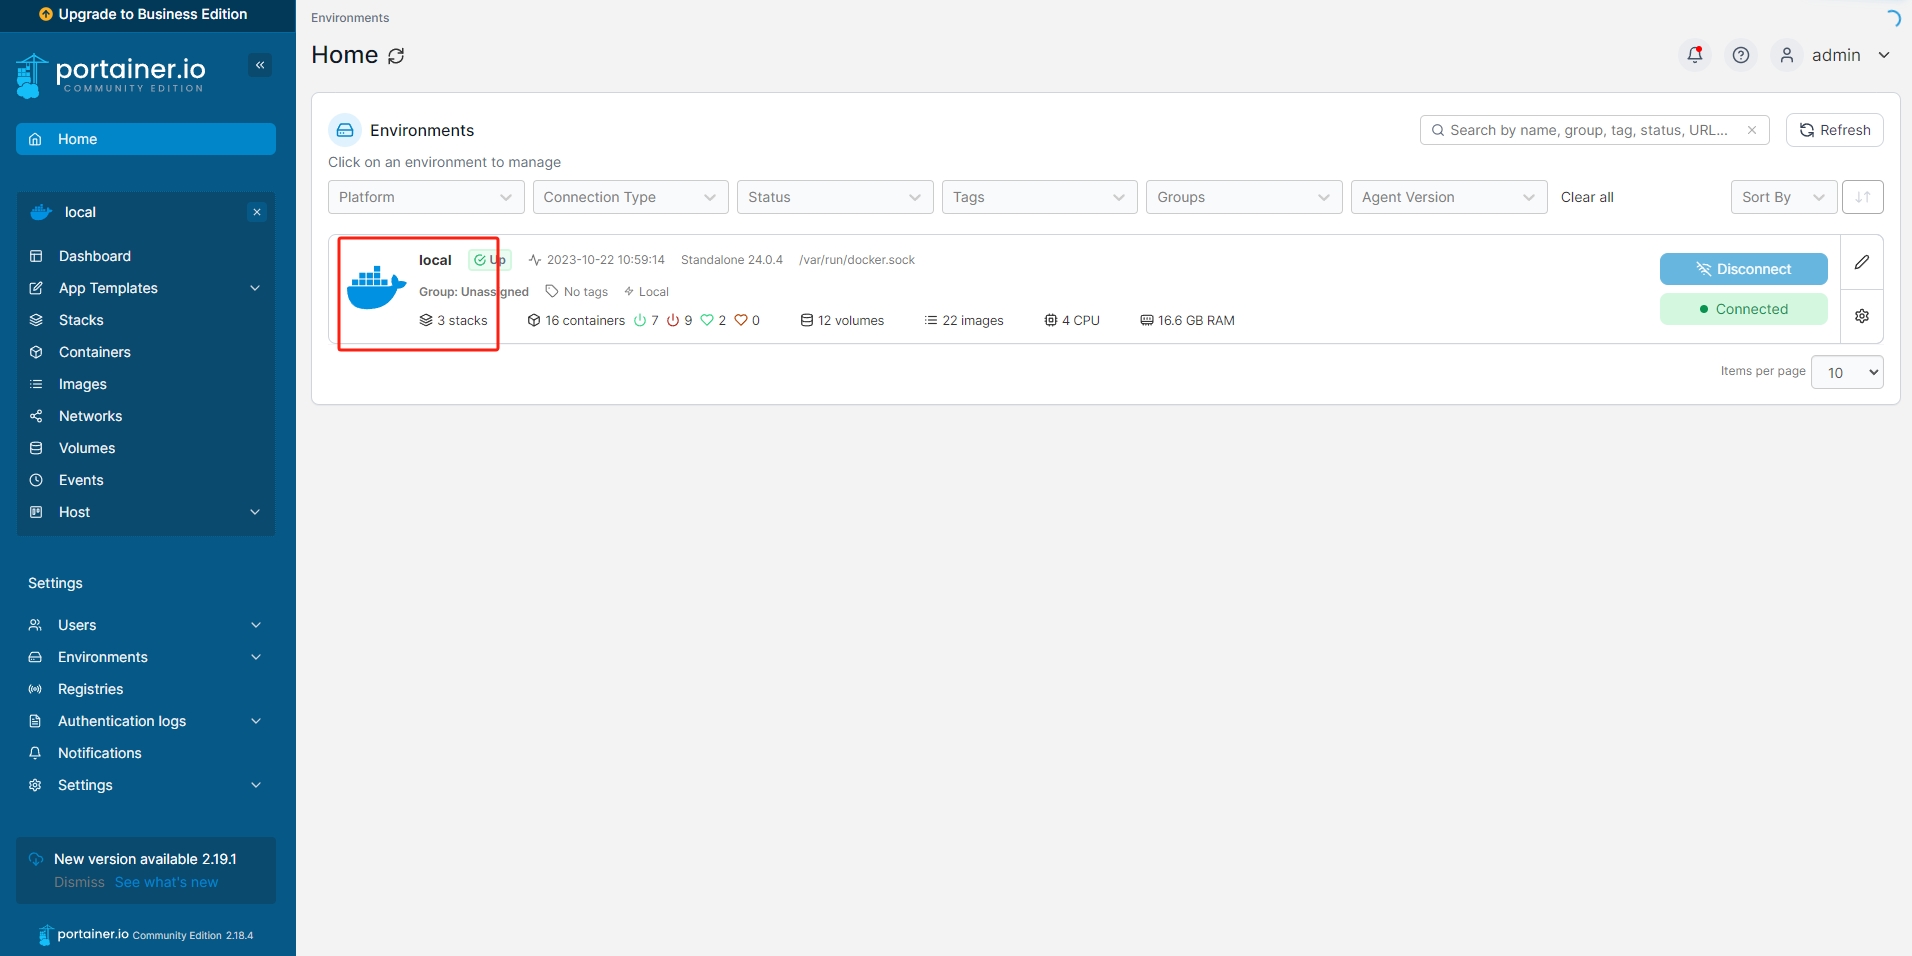 Upgrade to Business Edition
portainer.io
COMMUNITY EDITION
Home
local
Dashboard
App Templates
Stacks
Containers
Images
Networks
Volumes
Events
Host
Settings
Users
Environments
Registries
Authentication logs
Notifications
Settings
New version available 2.19.1
Dismiss See what's new
portainer.io Community Edition 2.18.4
Environments
Home
admin
Environments
Search by name, group, tag, status, URL...
Refresh
Click on an environment to manage
Platform Connection Type Status Tags Groups Agent Version Clear all Sort By
local Up 2023-10-22 10:59:14 Standalone 24.0.4 /var/run/docker.sock
Group: Unassigned No tags Local
3 stacks 16 containers 7 9 2 0 12 volumes 22 images 4 CPU 16.6 GB RAM
Disconnect
Connected
Items per page 10